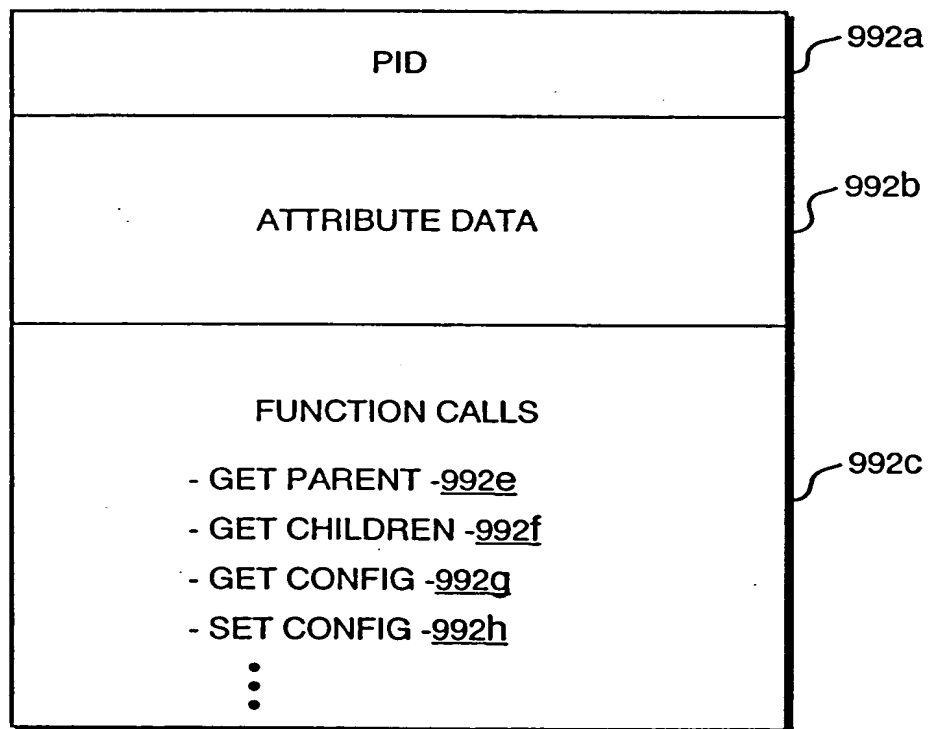 PID
992a
ATTRIBUTE DATA
992b
FUNCTION CALLS
- GET PARENT -992e
- GET CHILDREN -992f
- GET CONFIG -992g
- SET CONFIG -992h
992c